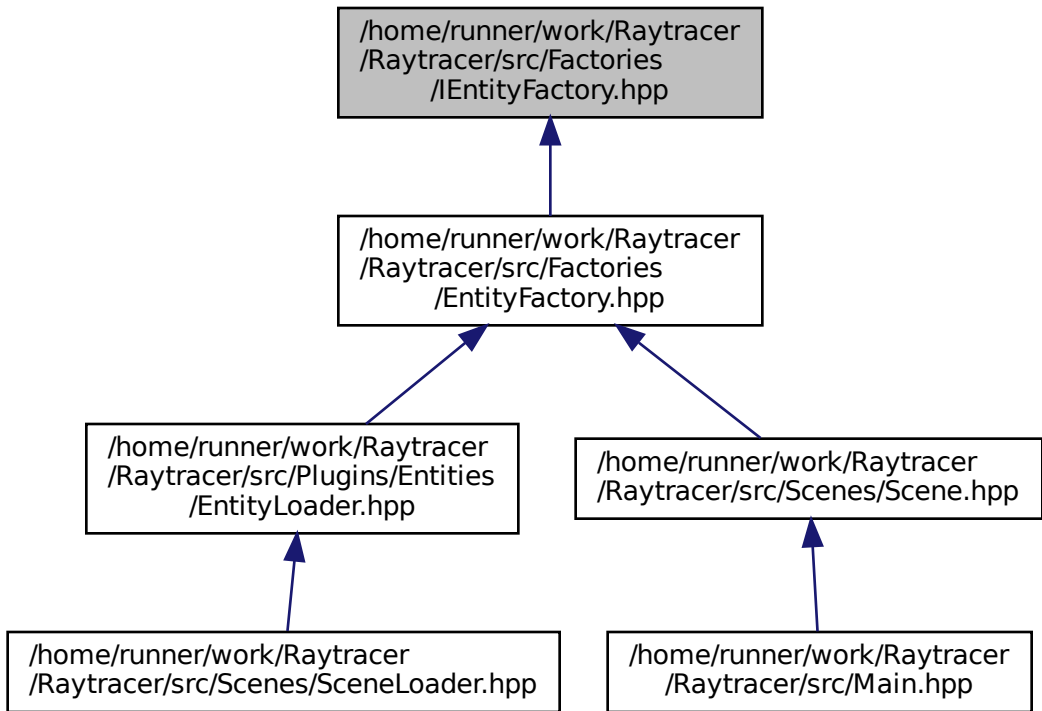 /home/runner/work/Raytracer
/Raytracer/src/Factories
/IEntityFactory.hpp
/home/runner/work/Raytracer
/Raytracer/src/Factories
/EntityFactory.hpp
/home/runner/work/Raytracer
/Raytracer/src/Plugins/Entities
/EntityLoader.hpp
/home/runner/work/Raytracer
/Raytracer/src/Scenes/Scene.hpp
/home/runner/work/Raytracer
/Raytracer/src/Scenes/SceneLoader.hpp
/home/runner/work/Raytracer
/Raytracer/src/Main.hpp